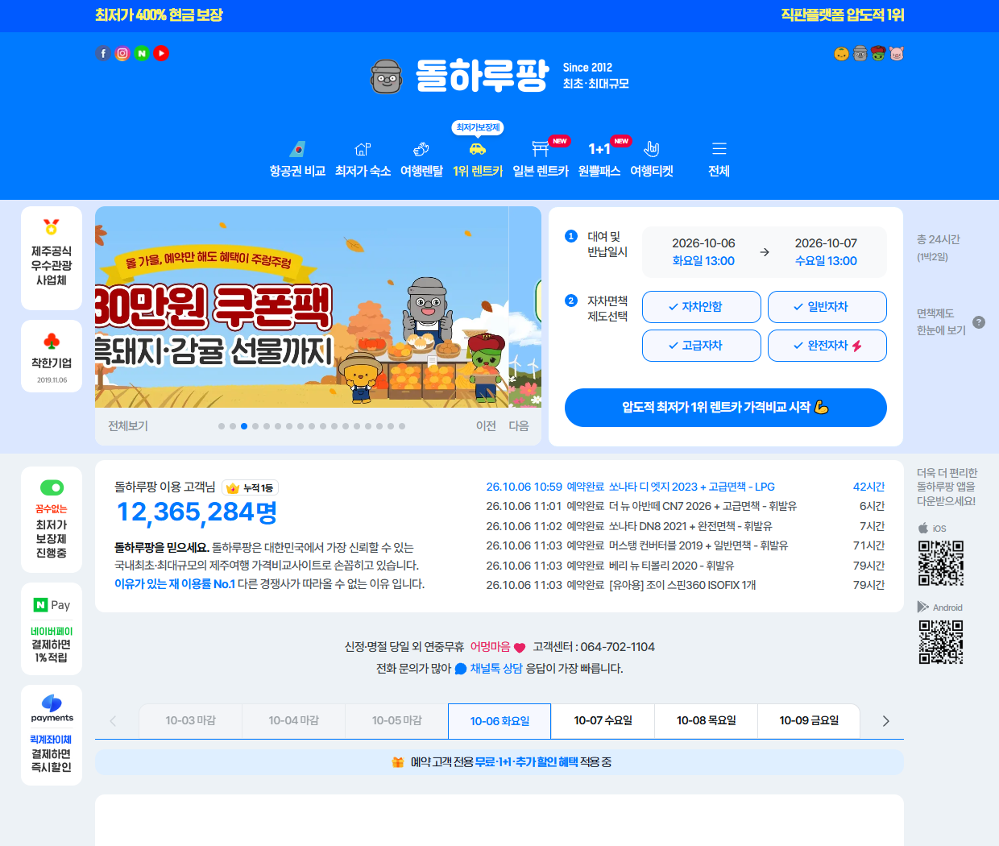 최저가 400% 현금 보장
직판플랫폼 압도적 1위
돌하루팡
Since 2012
최초·최대규모
최저가보장제
NEW
NEW
1+1
항공권 비교
최저가 숙소
여행렌탈
1위 렌트카
일본 렌트카
원쁠패스
여행티켓
전체
제주공식
우수관광
사업체
착한기업
2019.11.06
올 가을, 예약만 해도 혜택이 주렁주렁
30만원 쿠폰팩
흑돼지·감귤 선물까지
전체보기
이전
다음
1
대여 및
반납일시
2026-10-06
화요일 13:00
2026-10-07
수요일 13:00
2
자차면책
제도선택
자차안함
일반자차
고급자차
완전자차
압도적 최저가 1위 렌트카 가격비교 시작
총 24시간
(1박2일)
면책제도
한눈에 보기
?
꼼수없는
최저가
보장제
진행중
N Pay
네이버페이
결제하면
1% 적립
payments
퀵계좌이체
결제하면
즉시할인
돌하루팡 이용 고객님
누적 1등
12,365,284명
돌하루팡을 믿으세요. 돌하루팡은 대한민국에서 가장 신뢰할 수 있는
국내최초·최대규모의 제주여행 가격비교사이트로 손꼽히고 있습니다.
이유가 있는 재 이용률 No.1 다른 경쟁사가 따라올 수 없는 이유 입니다.
26.10.06 10:59 예약완료 쏘나타 디 엣지 2023 + 고급면책 - LPG 42시간
26.10.06 11:01 예약완료 더 뉴 아반떼 CN7 2026 + 고급면책 - 휘발유 6시간
26.10.06 11:02 예약완료 쏘나타 DN8 2021 + 완전면책 - 휘발유 7시간
26.10.06 11:03 예약완료 머스탱 컨버터블 2019 + 일반면책 - 휘발유 71시간
26.10.06 11:03 예약완료 베리 뉴 티볼리 2020 - 휘발유 79시간
26.10.06 11:03 예약완료 [유아용] 조이 스핀360 ISOFIX 1개 79시간
더욱 더 편리한
돌하루팡 앱을
다운받으세요!
iOS
Android
신정·명절 당일 외 연중무휴 어멍마음 고객센터 : 064-702-1104
전화 문의가 많아 채널톡 상담 응답이 가장 빠릅니다.
10-03 마감
10-04 마감
10-05 마감
10-06 화요일
10-07 수요일
10-08 목요일
10-09 금요일
예약 고객 전용 무료·1+1·추가 할인 혜택 적용 중